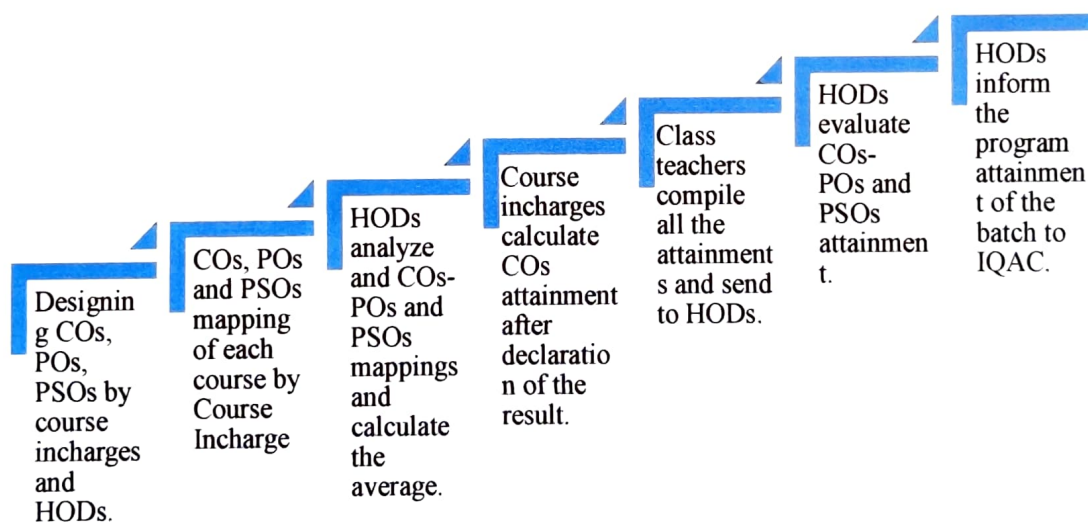 Designin
g COs,
POs,
PSOs by
course
incharges
and
HODs.
COs, POs
and PSOs
mapping
of each
course by
Course
Incharge
HODs
analyze
and COs-
POs and
PSOs
mappings
and
calculate
the
average.
Course
incharges
calculate
COs
attainment
after
declaratio
n of the
result.
Class
teachers
compile
all the
attainment
s and send
to HODs.
HODs
evaluate
COs-
POs and
PSOs
attainmen
t.
HODs
inform
the
program
attainmen
t of the
batch to
IQAC.